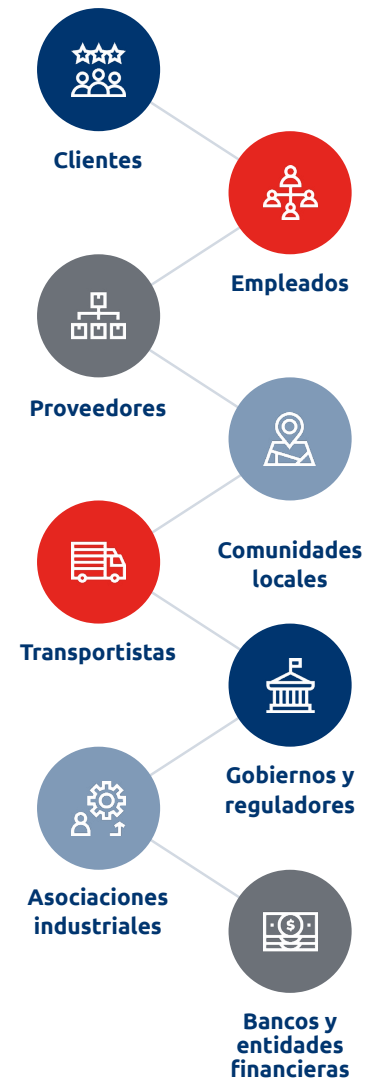 Clientes
Empleados
Proveedores
Comunidades
locales
Transportistas
Gobiernos y
reguladores
Asociaciones
industriales
$
Bancos y
entidades
financieras